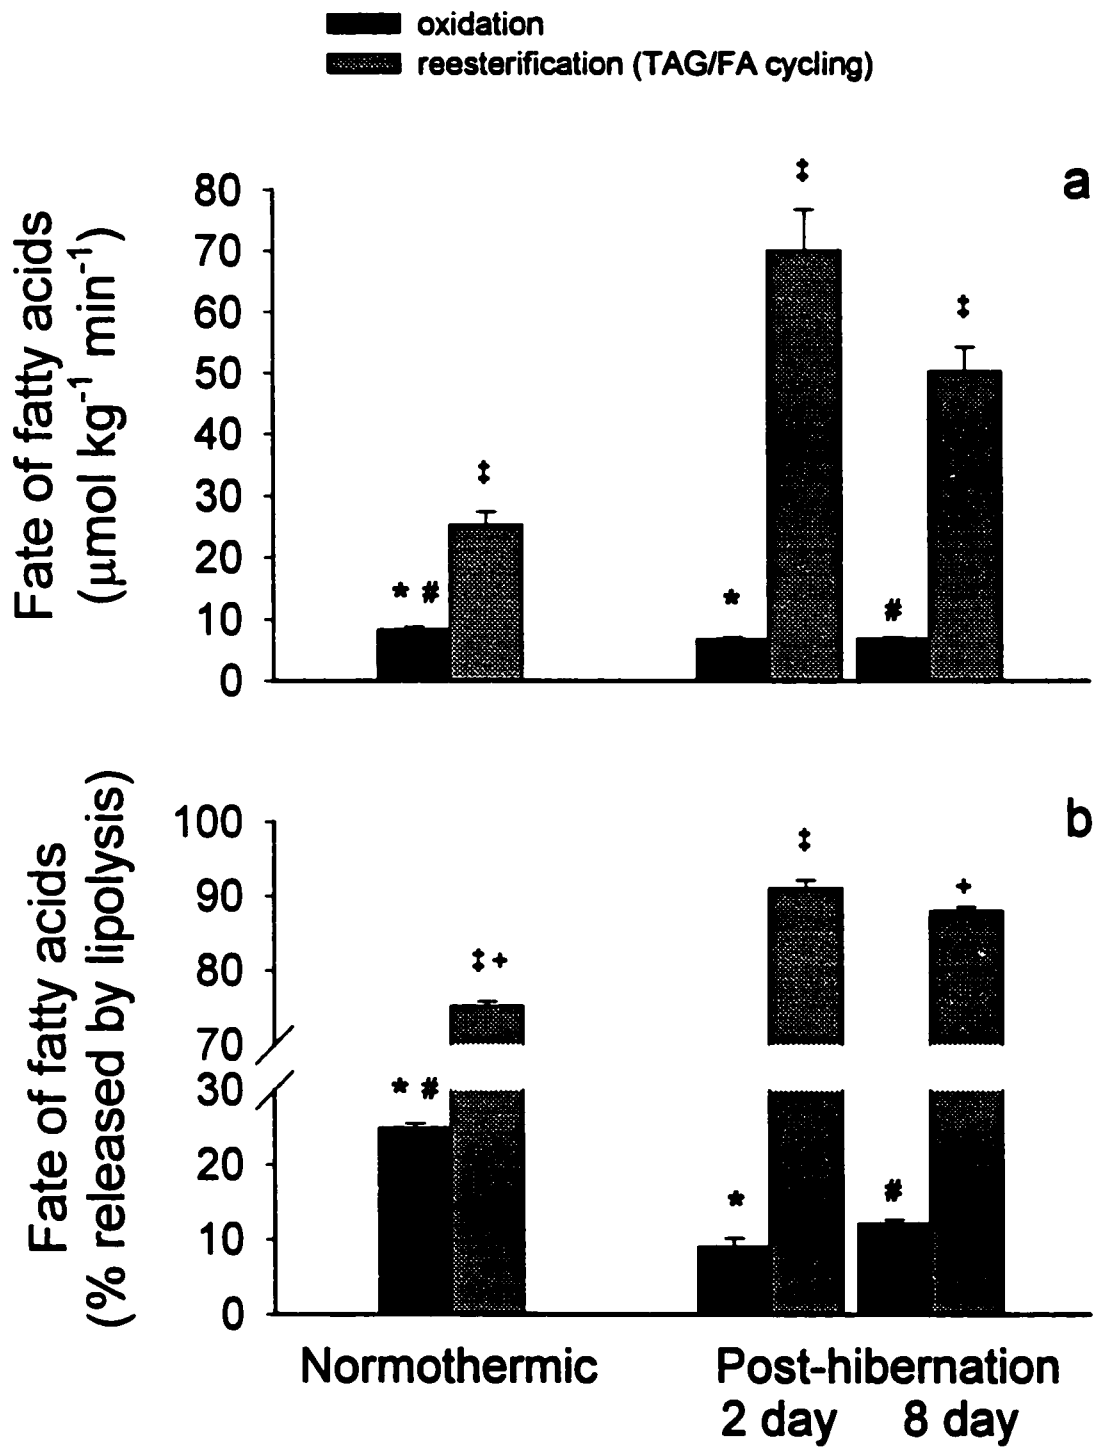 oxidation
reesterification (TAG/FA cycling)
a
Fate of fatty acids
(μmol kg⁻¹ min⁻¹)
80
70
60
50
40
30
20
10
0
‡
‡
‡
* #
*
#
b
Fate of fatty acids
(% released by lipolysis)
100
90
80
70
30
20
10
0
‡
+
‡ +
* #
*
#
Normothermic
Post-hibernation
2 day 8 day